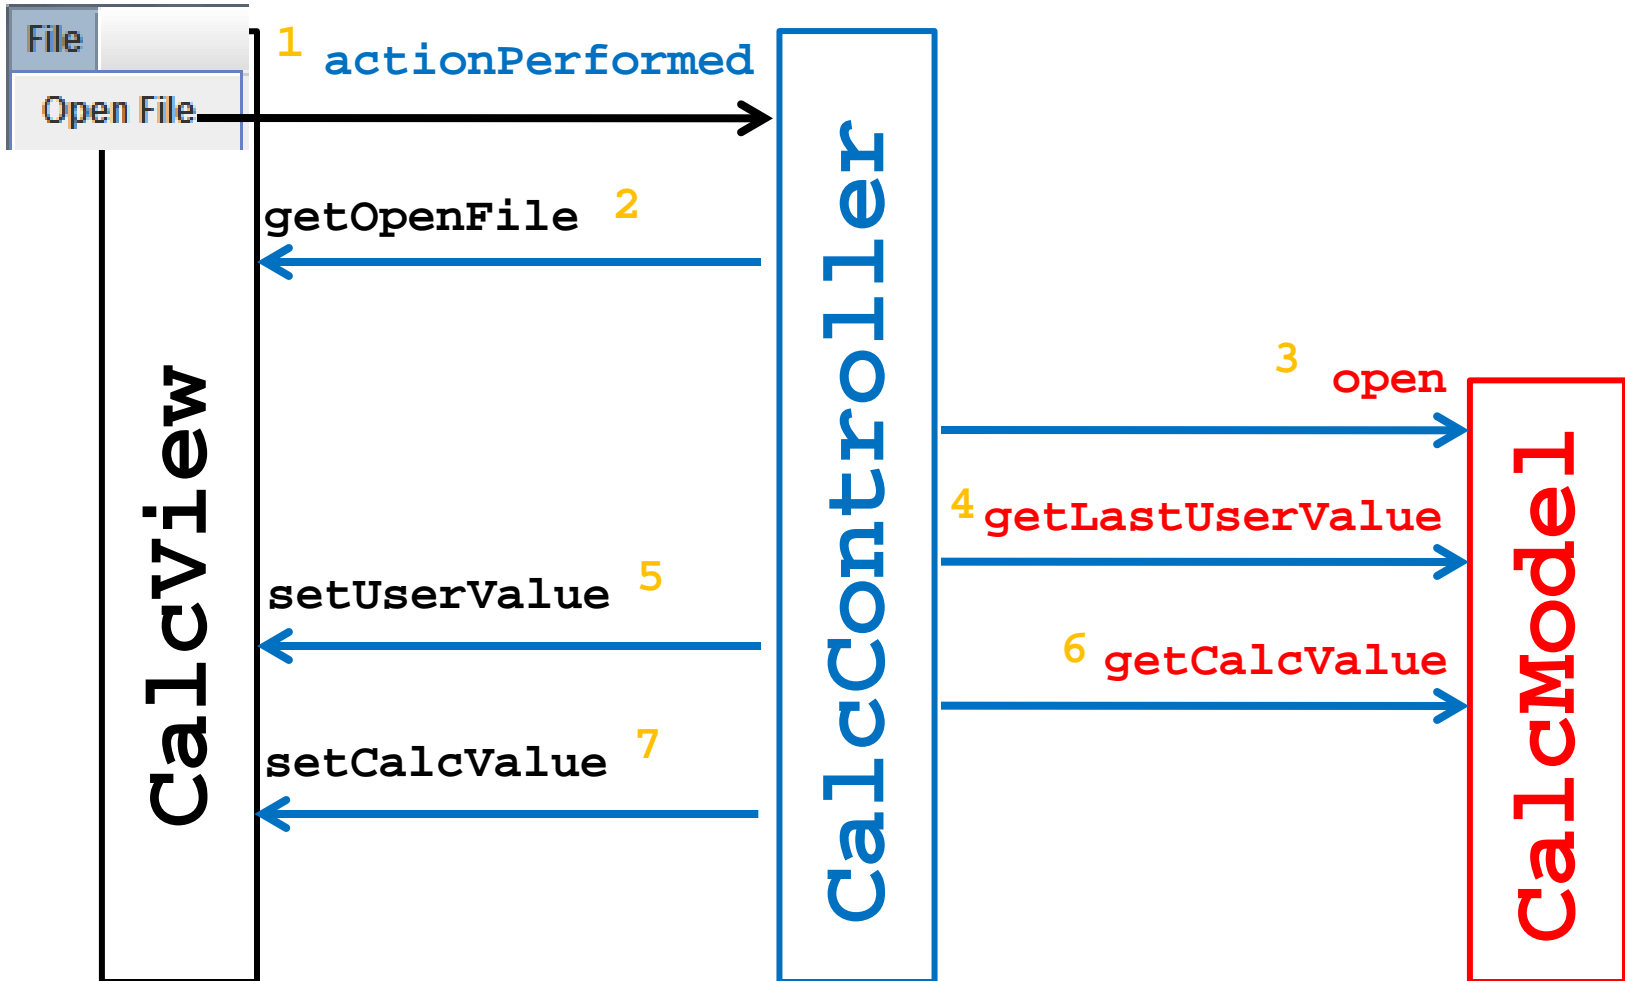 File
Open File
1 actionPerformed
getOpenFile 2
3 open
4 getLastUserValue
setUserValue 5
6 getCalcValue
setCalcValue 7
CalcView
CalcController
CalcModel